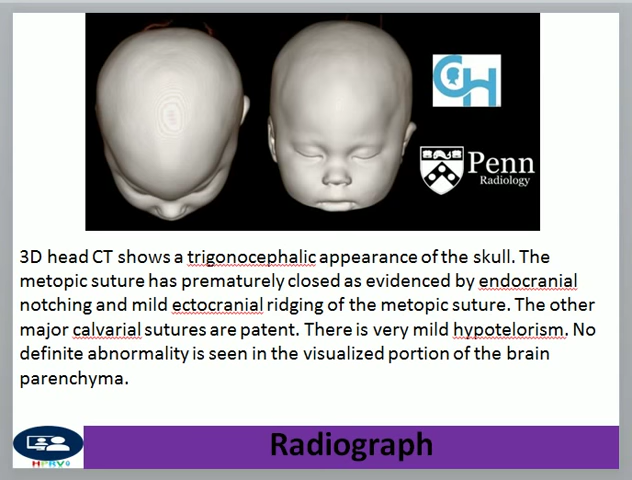 CH
Penn
Radiology
3D head CT shows a trigonocephalic appearance of the skull. The
metopic suture has prematurely closed as evidenced by endocranial
notching and mild ectocranial ridging of the metopic suture. The other
major calvarial sutures are patent. There is very mild hypotelorism. No
definite abnormality is seen in the visualized portion of the brain
parenchyma.
Radiograph